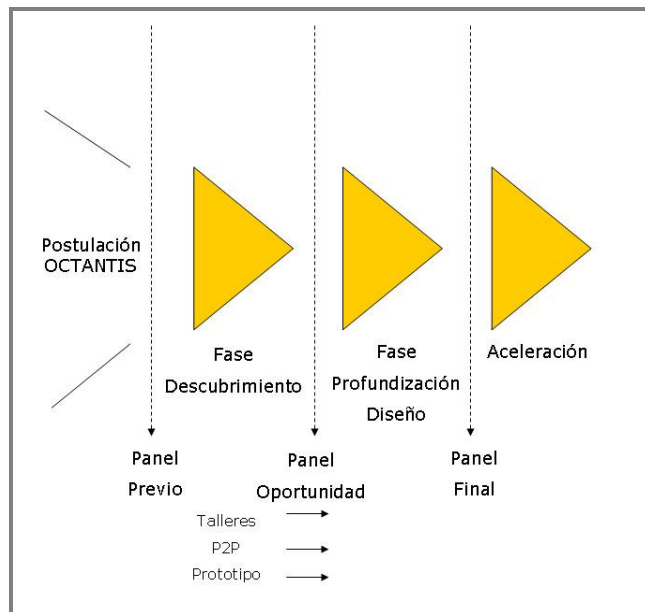 Postulación
OCTANTIS
Fase
Descubrimiento
Fase
Profundización
Diseño
Aceleración
Panel
Previo
Panel
Oportunidad
Panel
Final
Talleres
P2P
Prototipo